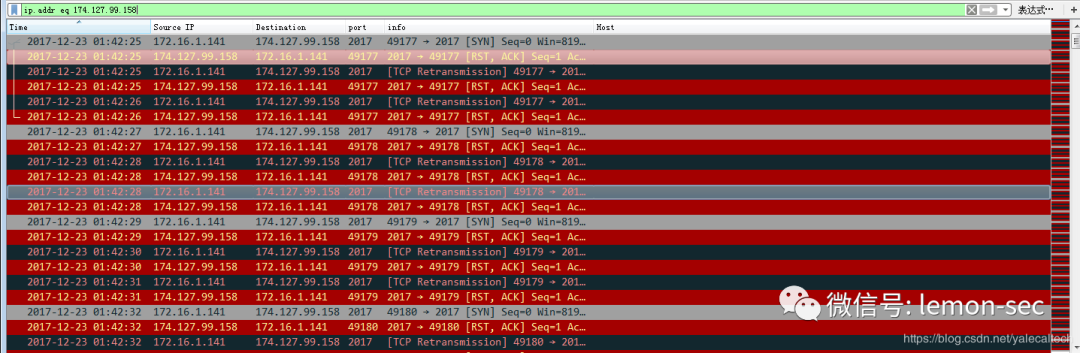 ip.addr eq 174.127.99.158 表达式… +
Time Source IP Destination port info Host
2017-12-23 01:42:25 172.16.1.141 174.127.99.158 2017 49177 → 2017 [SYN] Seq=0 Win=819…
2017-12-23 01:42:25 174.127.99.158 172.16.1.141 49177 2017 → 49177 [RST, ACK] Seq=1 Ac…
2017-12-23 01:42:25 172.16.1.141 174.127.99.158 2017 [TCP Retransmission] 49177 → 201…
2017-12-23 01:42:25 174.127.99.158 172.16.1.141 49177 2017 → 49177 [RST, ACK] Seq=1 Ac…
2017-12-23 01:42:26 172.16.1.141 174.127.99.158 2017 [TCP Retransmission] 49177 → 201…
2017-12-23 01:42:26 174.127.99.158 172.16.1.141 49177 2017 → 49177 [RST, ACK] Seq=1 Ac…
2017-12-23 01:42:27 172.16.1.141 174.127.99.158 2017 49178 → 2017 [SYN] Seq=0 Win=819…
2017-12-23 01:42:27 174.127.99.158 172.16.1.141 49178 2017 → 49178 [RST, ACK] Seq=1 Ac…
2017-12-23 01:42:28 172.16.1.141 174.127.99.158 2017 [TCP Retransmission] 49178 → 201…
2017-12-23 01:42:28 174.127.99.158 172.16.1.141 49178 2017 → 49178 [RST, ACK] Seq=1 Ac…
2017-12-23 01:42:28 172.16.1.141 174.127.99.158 2017 [TCP Retransmission] 49178 → 201…
2017-12-23 01:42:28 174.127.99.158 172.16.1.141 49178 2017 → 49178 [RST, ACK] Seq=1 Ac…
2017-12-23 01:42:29 172.16.1.141 174.127.99.158 2017 49179 → 2017 [SYN] Seq=0 Win=819…
2017-12-23 01:42:29 174.127.99.158 172.16.1.141 49179 2017 → 49179 [RST, ACK] Seq=1 Ac…
2017-12-23 01:42:30 172.16.1.141 174.127.99.158 2017 [TCP Retransmission] 49179 → 201…
2017-12-23 01:42:30 174.127.99.158 172.16.1.141 49179 2017 → 49179 [RST, ACK] Seq=1 Ac…
2017-12-23 01:42:31 172.16.1.141 174.127.99.158 2017 [TCP Retransmission] 49179 → 201…
2017-12-23 01:42:31 174.127.99.158 172.16.1.141 49179 2017 → 49179 [RST, ACK] Seq=1 Ac…
2017-12-23 01:42:32 172.16.1.141 174.127.99.158 2017 49180 → 2017 [SYN] Seq=0 Win=819…
2017-12-23 01:42:32 174.127.99.158 172.16.1.141 49180 2017 → 49180 [RST, ACK] Seq=1 Ac…
2017-12-23 01:42:32 172.16.1.141 174.127.99.158 2017 [TCP Retransmission] 49180 → 201…
微信号: lemon-sec
https://blog.csdn.net/yalecaltech